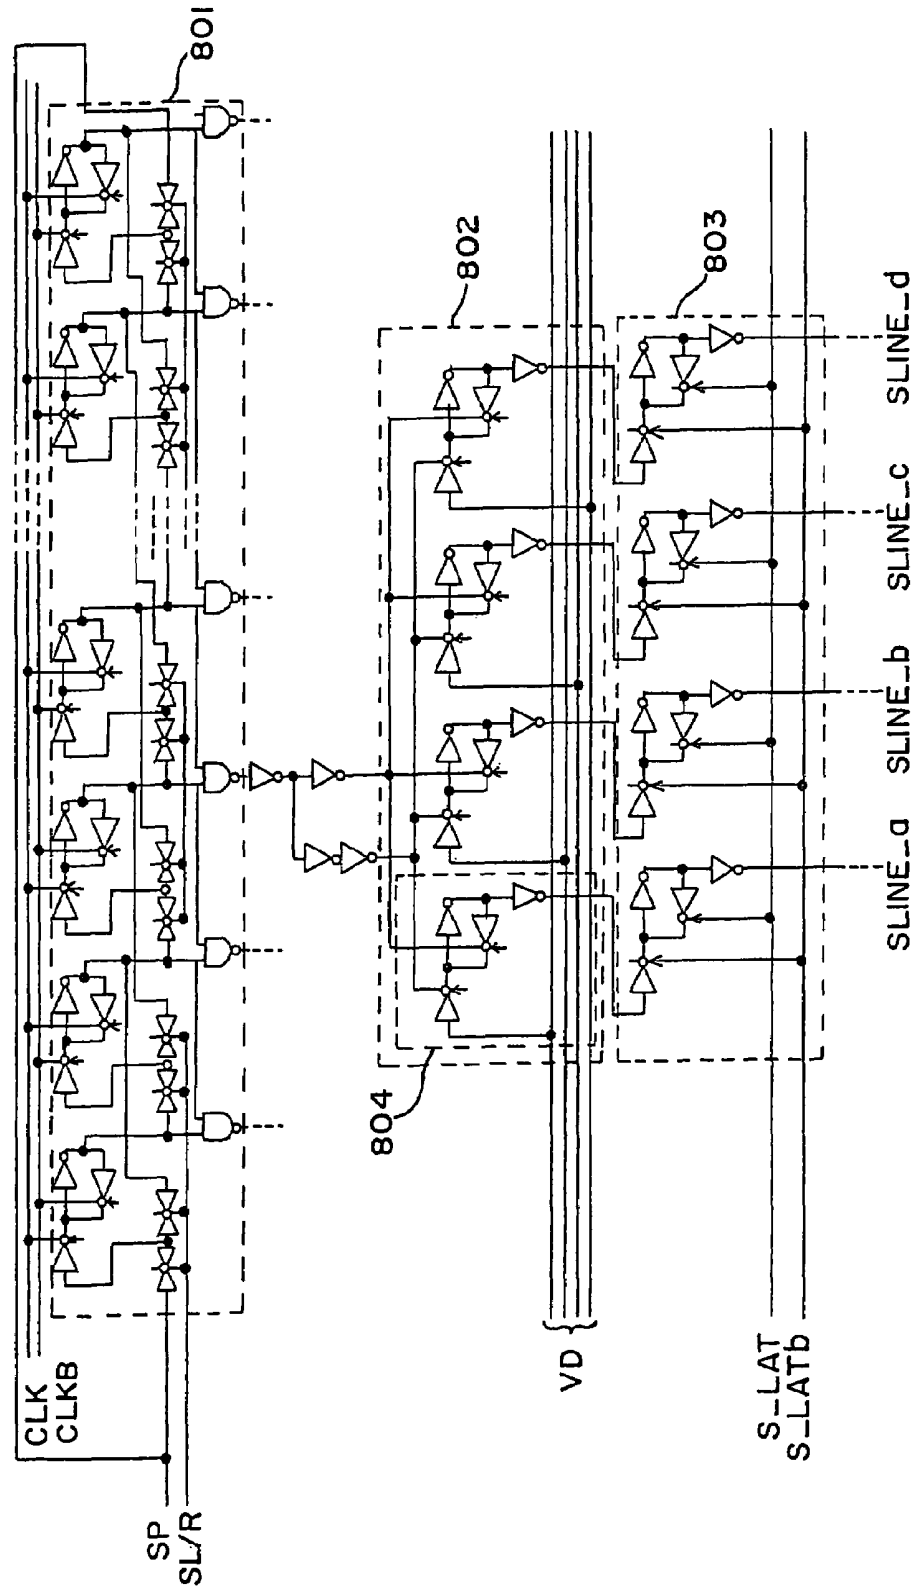 801
CLK
CLKB
SP
SL/R
802
804
VD
803
S_LAT
S_LATb
SLINE_a
SLINE_b
SLINE_c
SLINE_d